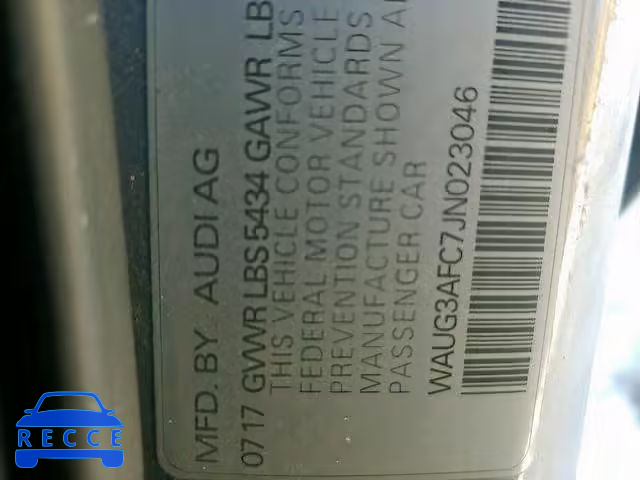 MFD. BY: AUDI AG
0717 GVWR LBS 5434 GAWR LB
THIS VEHICLE CONFORMS
FEDERAL MOTOR VEHICLE
PREVENTION STANDARDS
MANUFACTURE SHOWN A
PASSENGER CAR
WAUG3AFC7JN023046
RECCE